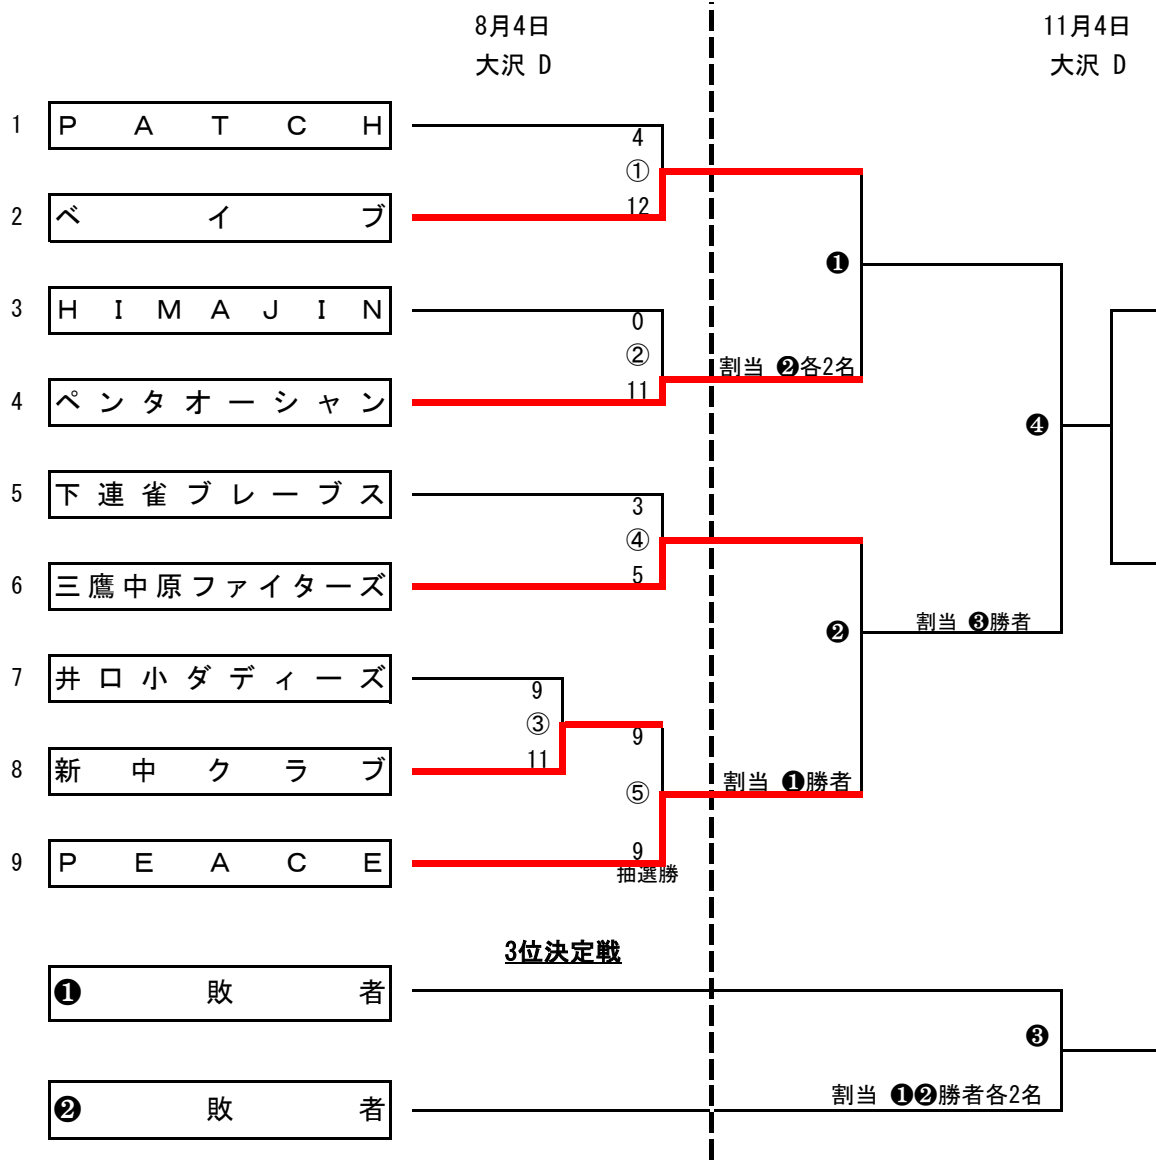 8月4日 11月4日
大沢 D 大沢 D
1 PATCH
4
①
12
2 ベイブ
❶
3 HIMAJIN
0
②
11
割当 ❷各2名
4 ペンタオーシャン
❹
5 下連雀ブレーブス
3
④
5
6 三鷹中原ファイターズ
❷
割当 ❸勝者
7 井口小ダディーズ
9
③
11
8 新中クラブ
9
⑤
9
抽選勝
割当 ❶勝者
9 PEACE
3位決定戦
❶敗者
❸
割当 ❶❷勝者各2名
❷敗者